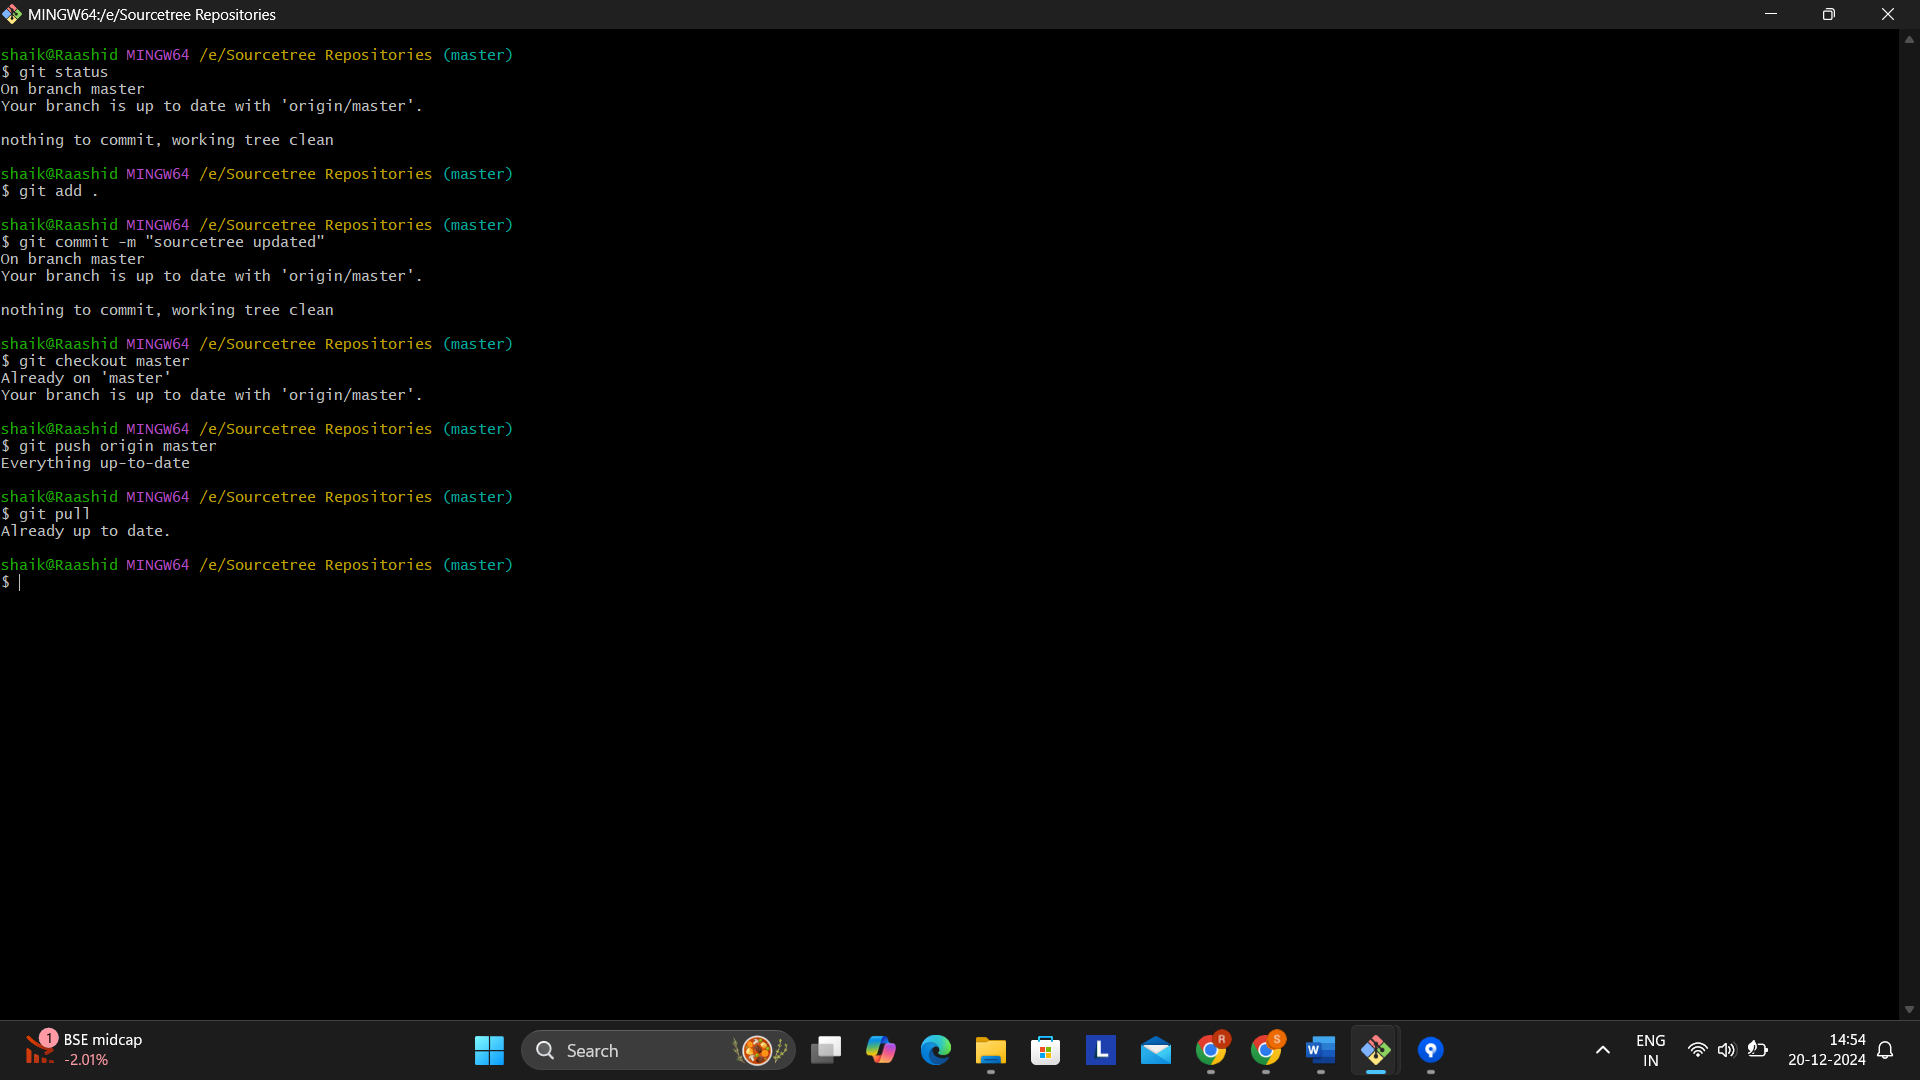 MINGW64:/e/Sourcetree Repositories
shaik@Raashid MINGW64 /e/Sourcetree Repositories (master)
$ git status
On branch master
Your branch is up to date with 'origin/master'.
nothing to commit, working tree clean
shaik@Raashid MINGW64 /e/Sourcetree Repositories (master)
$ git add .
shaik@Raashid MINGW64 /e/Sourcetree Repositories (master)
$ git commit -m "sourcetree updated"
On branch master
Your branch is up to date with 'origin/master'.
nothing to commit, working tree clean
shaik@Raashid MINGW64 /e/Sourcetree Repositories (master)
$ git checkout master
Already on 'master'
Your branch is up to date with 'origin/master'.
shaik@Raashid MINGW64 /e/Sourcetree Repositories (master)
$ git push origin master
Everything up-to-date
shaik@Raashid MINGW64 /e/Sourcetree Repositories (master)
$ git pull
Already up to date.
shaik@Raashid MINGW64 /e/Sourcetree Repositories (master)
$
1
BSE midcap
-2.01%
Search
L
R
S
W
ENG
IN
14:54
20-12-2024